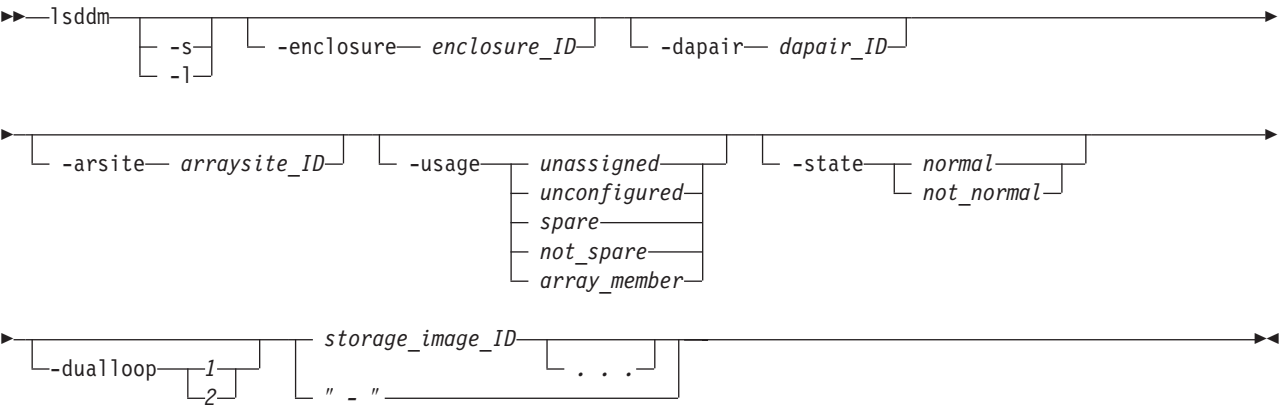 lsddm
-s
-l
-enclosure enclosure_ID
-dapair dapair_ID
-arsite arraysite_ID
-usage unassigned
unconfigured
spare
not_spare
array_member
-state normal
not_normal
-dualloop 1
2
storage_image_ID
. . .
" - "